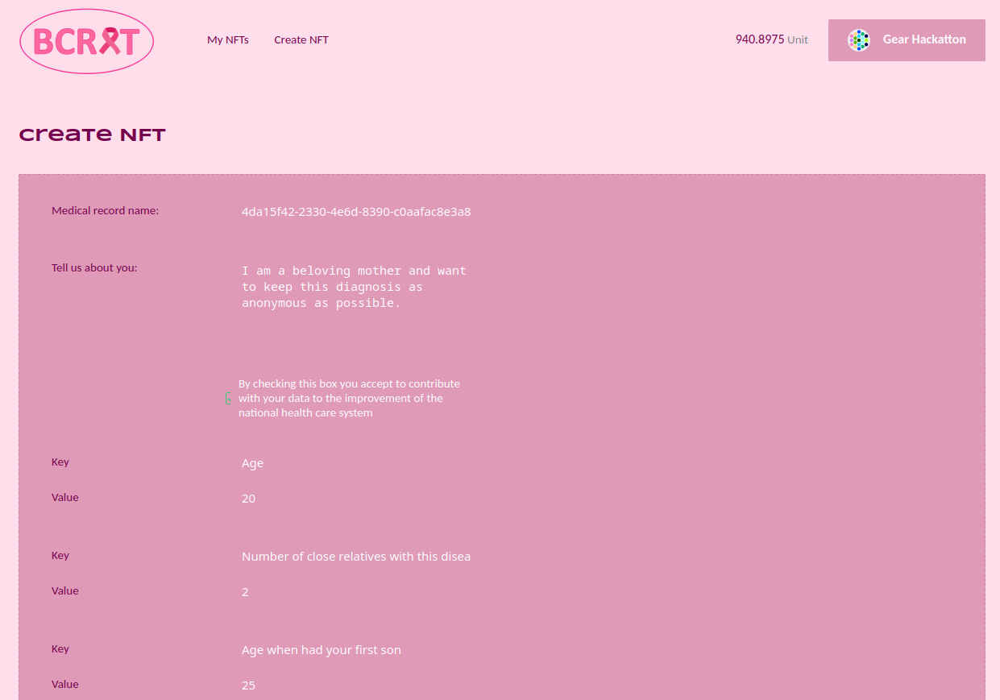 BCRAT
My NFTs
Create NFT
940.8975 Unit
Gear Hackatton
Create NFT
Medical record name:
4da15f42-2330-4e6d-8390-c0aafac8e3a8
Tell us about you:
I am a beloving mother and want
to keep this diagnosis as
anonymous as possible.
By checking this box you accept to contribute
with your data to the improvement of the
national health care system
Key
Age
Value
20
Key
Number of close relatives with this disea
Value
2
Key
Age when had your first son
Value
25